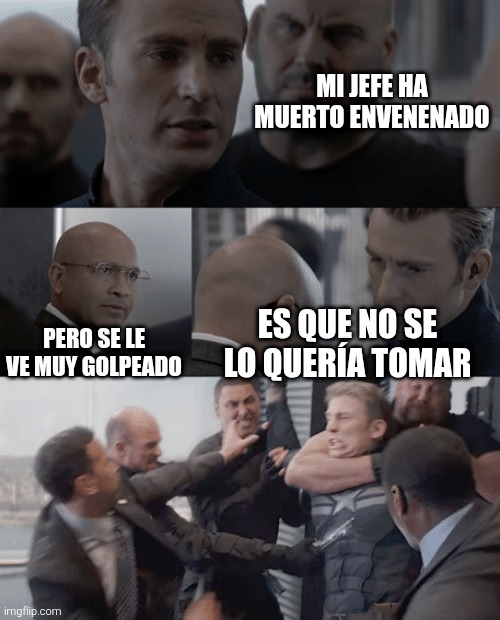 MI JEFE HA
MUERTO ENVENENADO
PERO SE LE
VE MUY GOLPEADO
ES QUE NO SE
LO QUERÍA TOMAR
imgflip.com